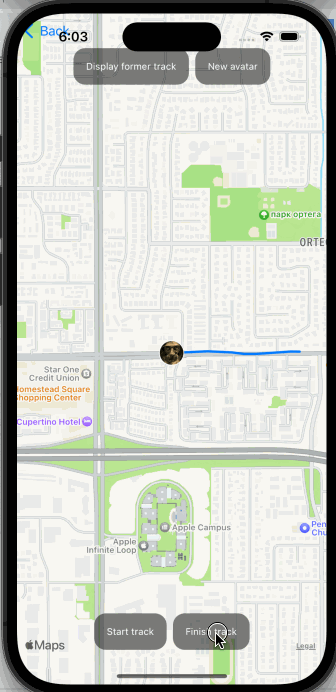 6:03
Back
Display former track
New avatar
парк ортега
ORTE
Star One
Credit Union
Homestead Square
Shopping Center
Cupertino Hotel
Apple Campus
Apple
Infinite Loop
Pen
Chu
Start track
Finish track
Maps
Legal